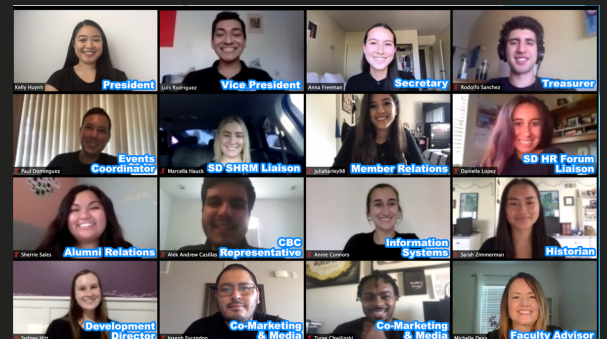 Kelly Huynh
President
Luis Rodriguez
Vice President
Anna Freeman
Secretary
Rodolfo Sanchez
Treasurer
Paul Dominguez
Events
Coordinator
Marcella Hauck
SD SHRM Liaison
juliaharley98
Member Relations
Danielle Lopez
SD HR Forum
Liaison
Sherrie Sales
Alumni Relations
Alek Andrew Casillas
CBC
Representative
Annie Connors
Information
Systems
Sarah Zimmerman
Historian
Development
Director
Joseph Escandon
Co-Marketing
& Media
Co-Marketing
& Media
Faculty Advisor